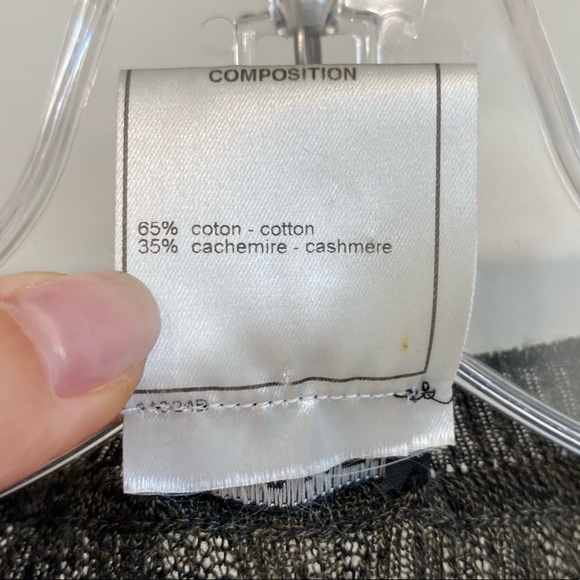 COMPOSITION
65% coton - cotton
35% cachemire - cashmere